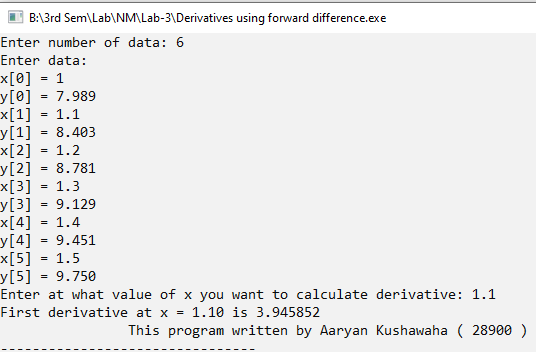 B:\3rd Sem\Lab\NM\Lab-3\Derivatives using forward difference.exe
Enter number of data: 6
Enter data:
x[0] = 1
y[0] = 7.989
x[1] = 1.1
y[1] = 8.403
x[2] = 1.2
y[2] = 8.781
x[3] = 1.3
y[3] = 9.129
x[4] = 1.4
y[4] = 9.451
x[5] = 1.5
y[5] = 9.750
Enter at what value of x you want to calculate derivative: 1.1
First derivative at x = 1.10 is 3.945852
This program written by Aaryan Kushawaha ( 28900 )
--------------------------------